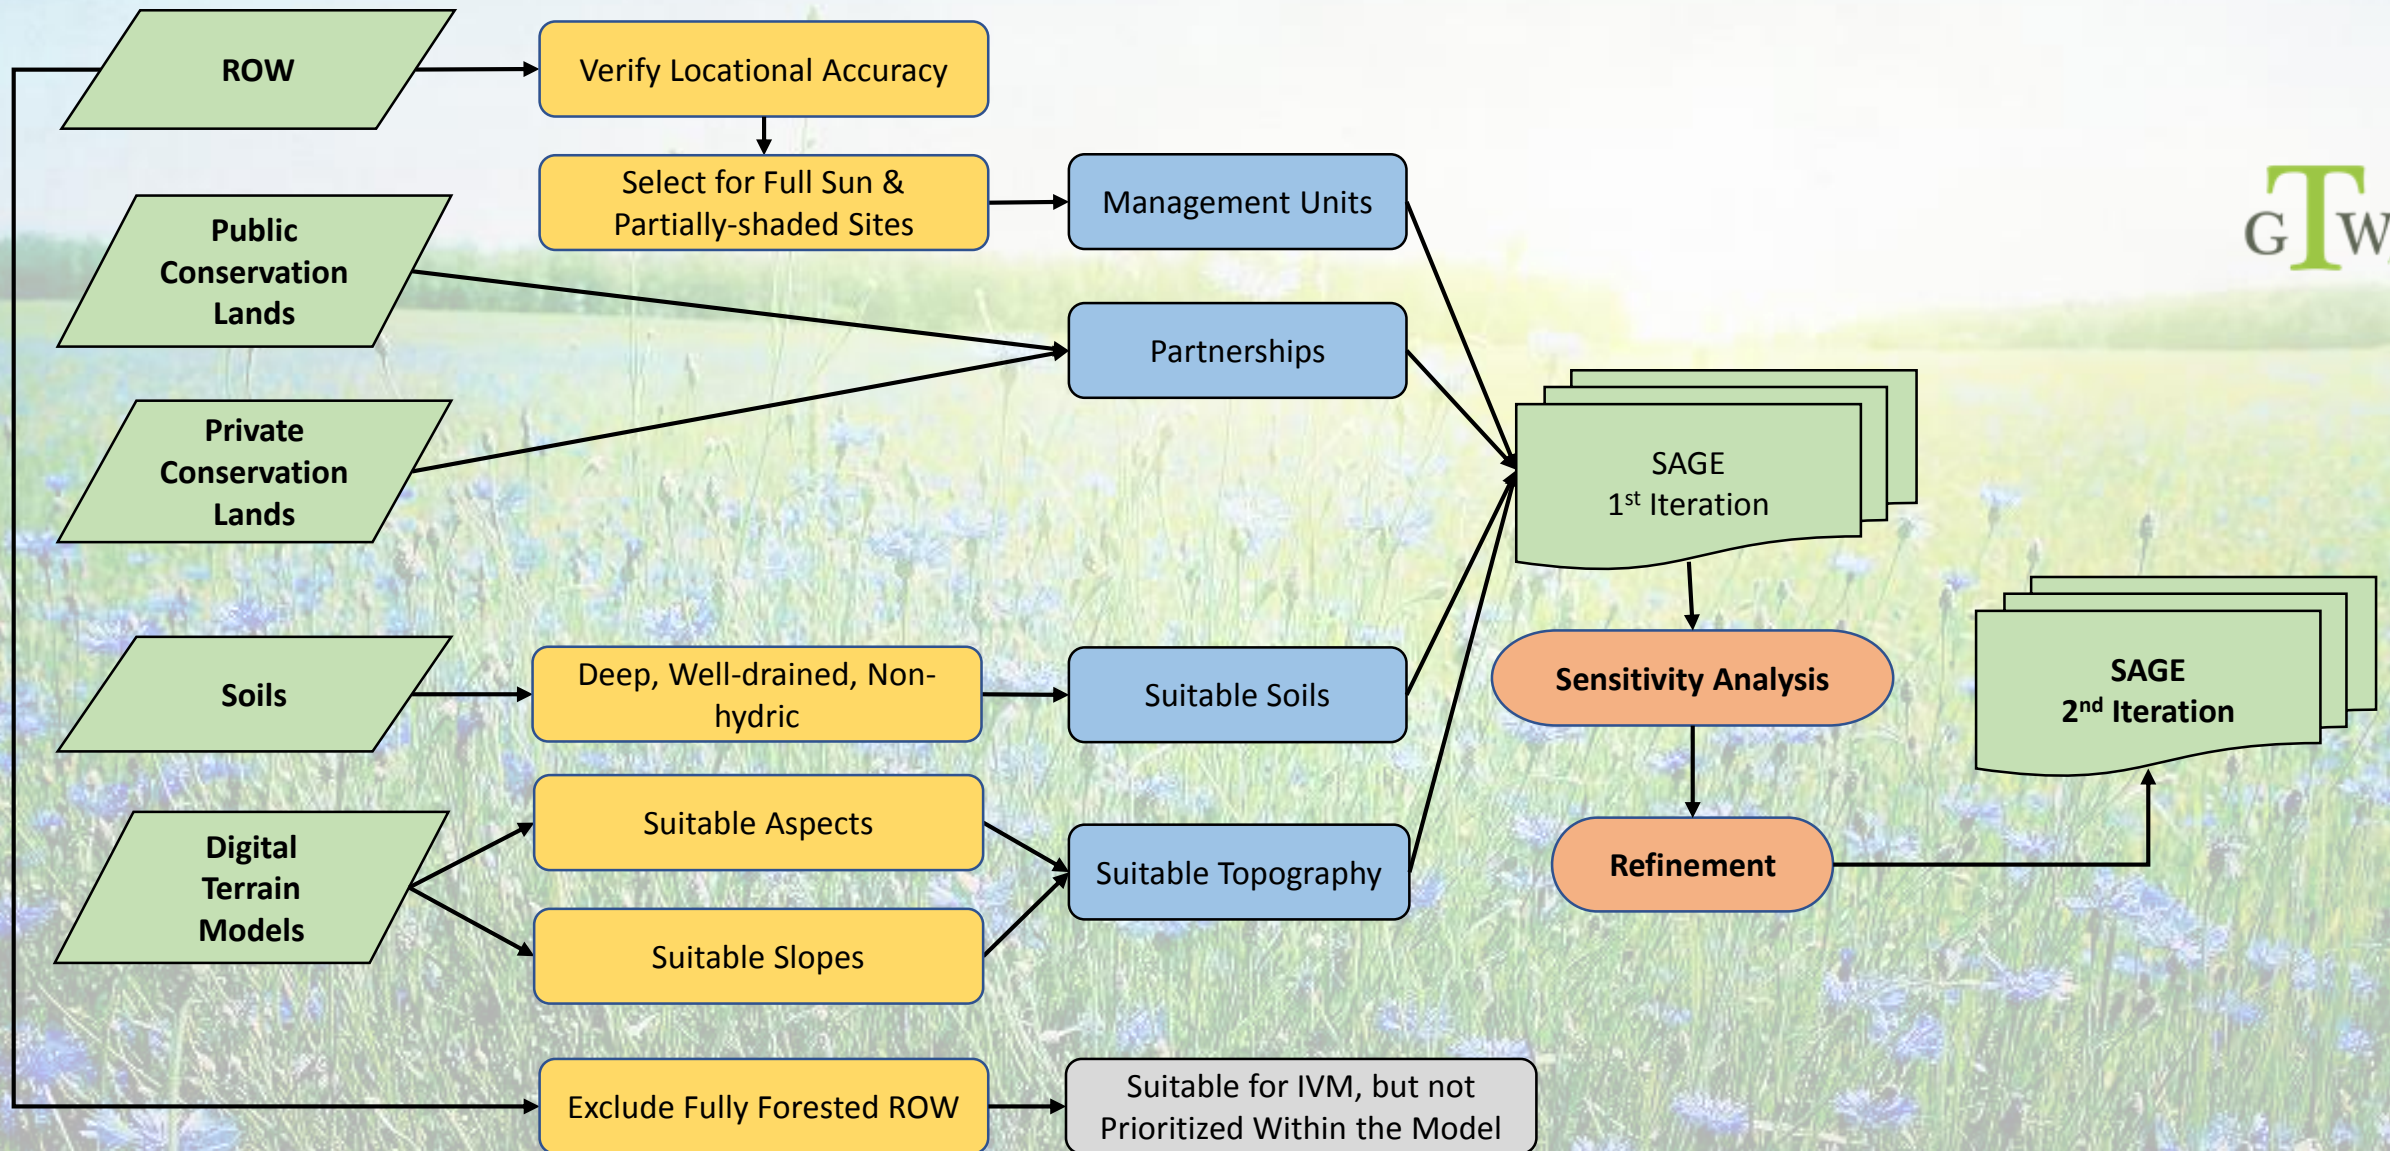 ROW
Verify Locational Accuracy
Select for Full Sun &
Partially-shaded Sites
Management Units
GTW
Public
Conservation
Lands
Partnerships
Private
Conservation
Lands
SAGE
1st Iteration
Soils
Deep, Well-drained, Non-
hydric
Suitable Soils
Sensitivity Analysis
SAGE
2nd Iteration
Digital
Terrain
Models
Suitable Aspects
Suitable Slopes
Suitable Topography
Refinement
Exclude Fully Forested ROW
Suitable for IVM, but not
Prioritized Within the Model